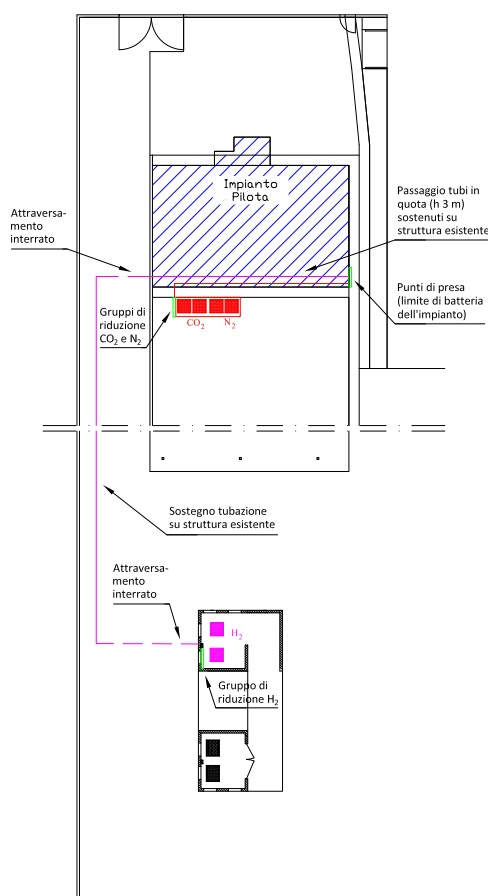 Impianto
Pilota
Passaggio tubi in
quota (h 3 m)
sostenuti su
struttura esistente
Attraversa-
mento
interrato
Punti di presa
(limite di batteria
dell'impianto)
Gruppi di
riduzione
CO₂ e N₂
CO₂
N₂
Sostegno tubazione
su struttura esistente
Attraversa-
mento
interrato
H₂
Gruppo di
riduzione H₂